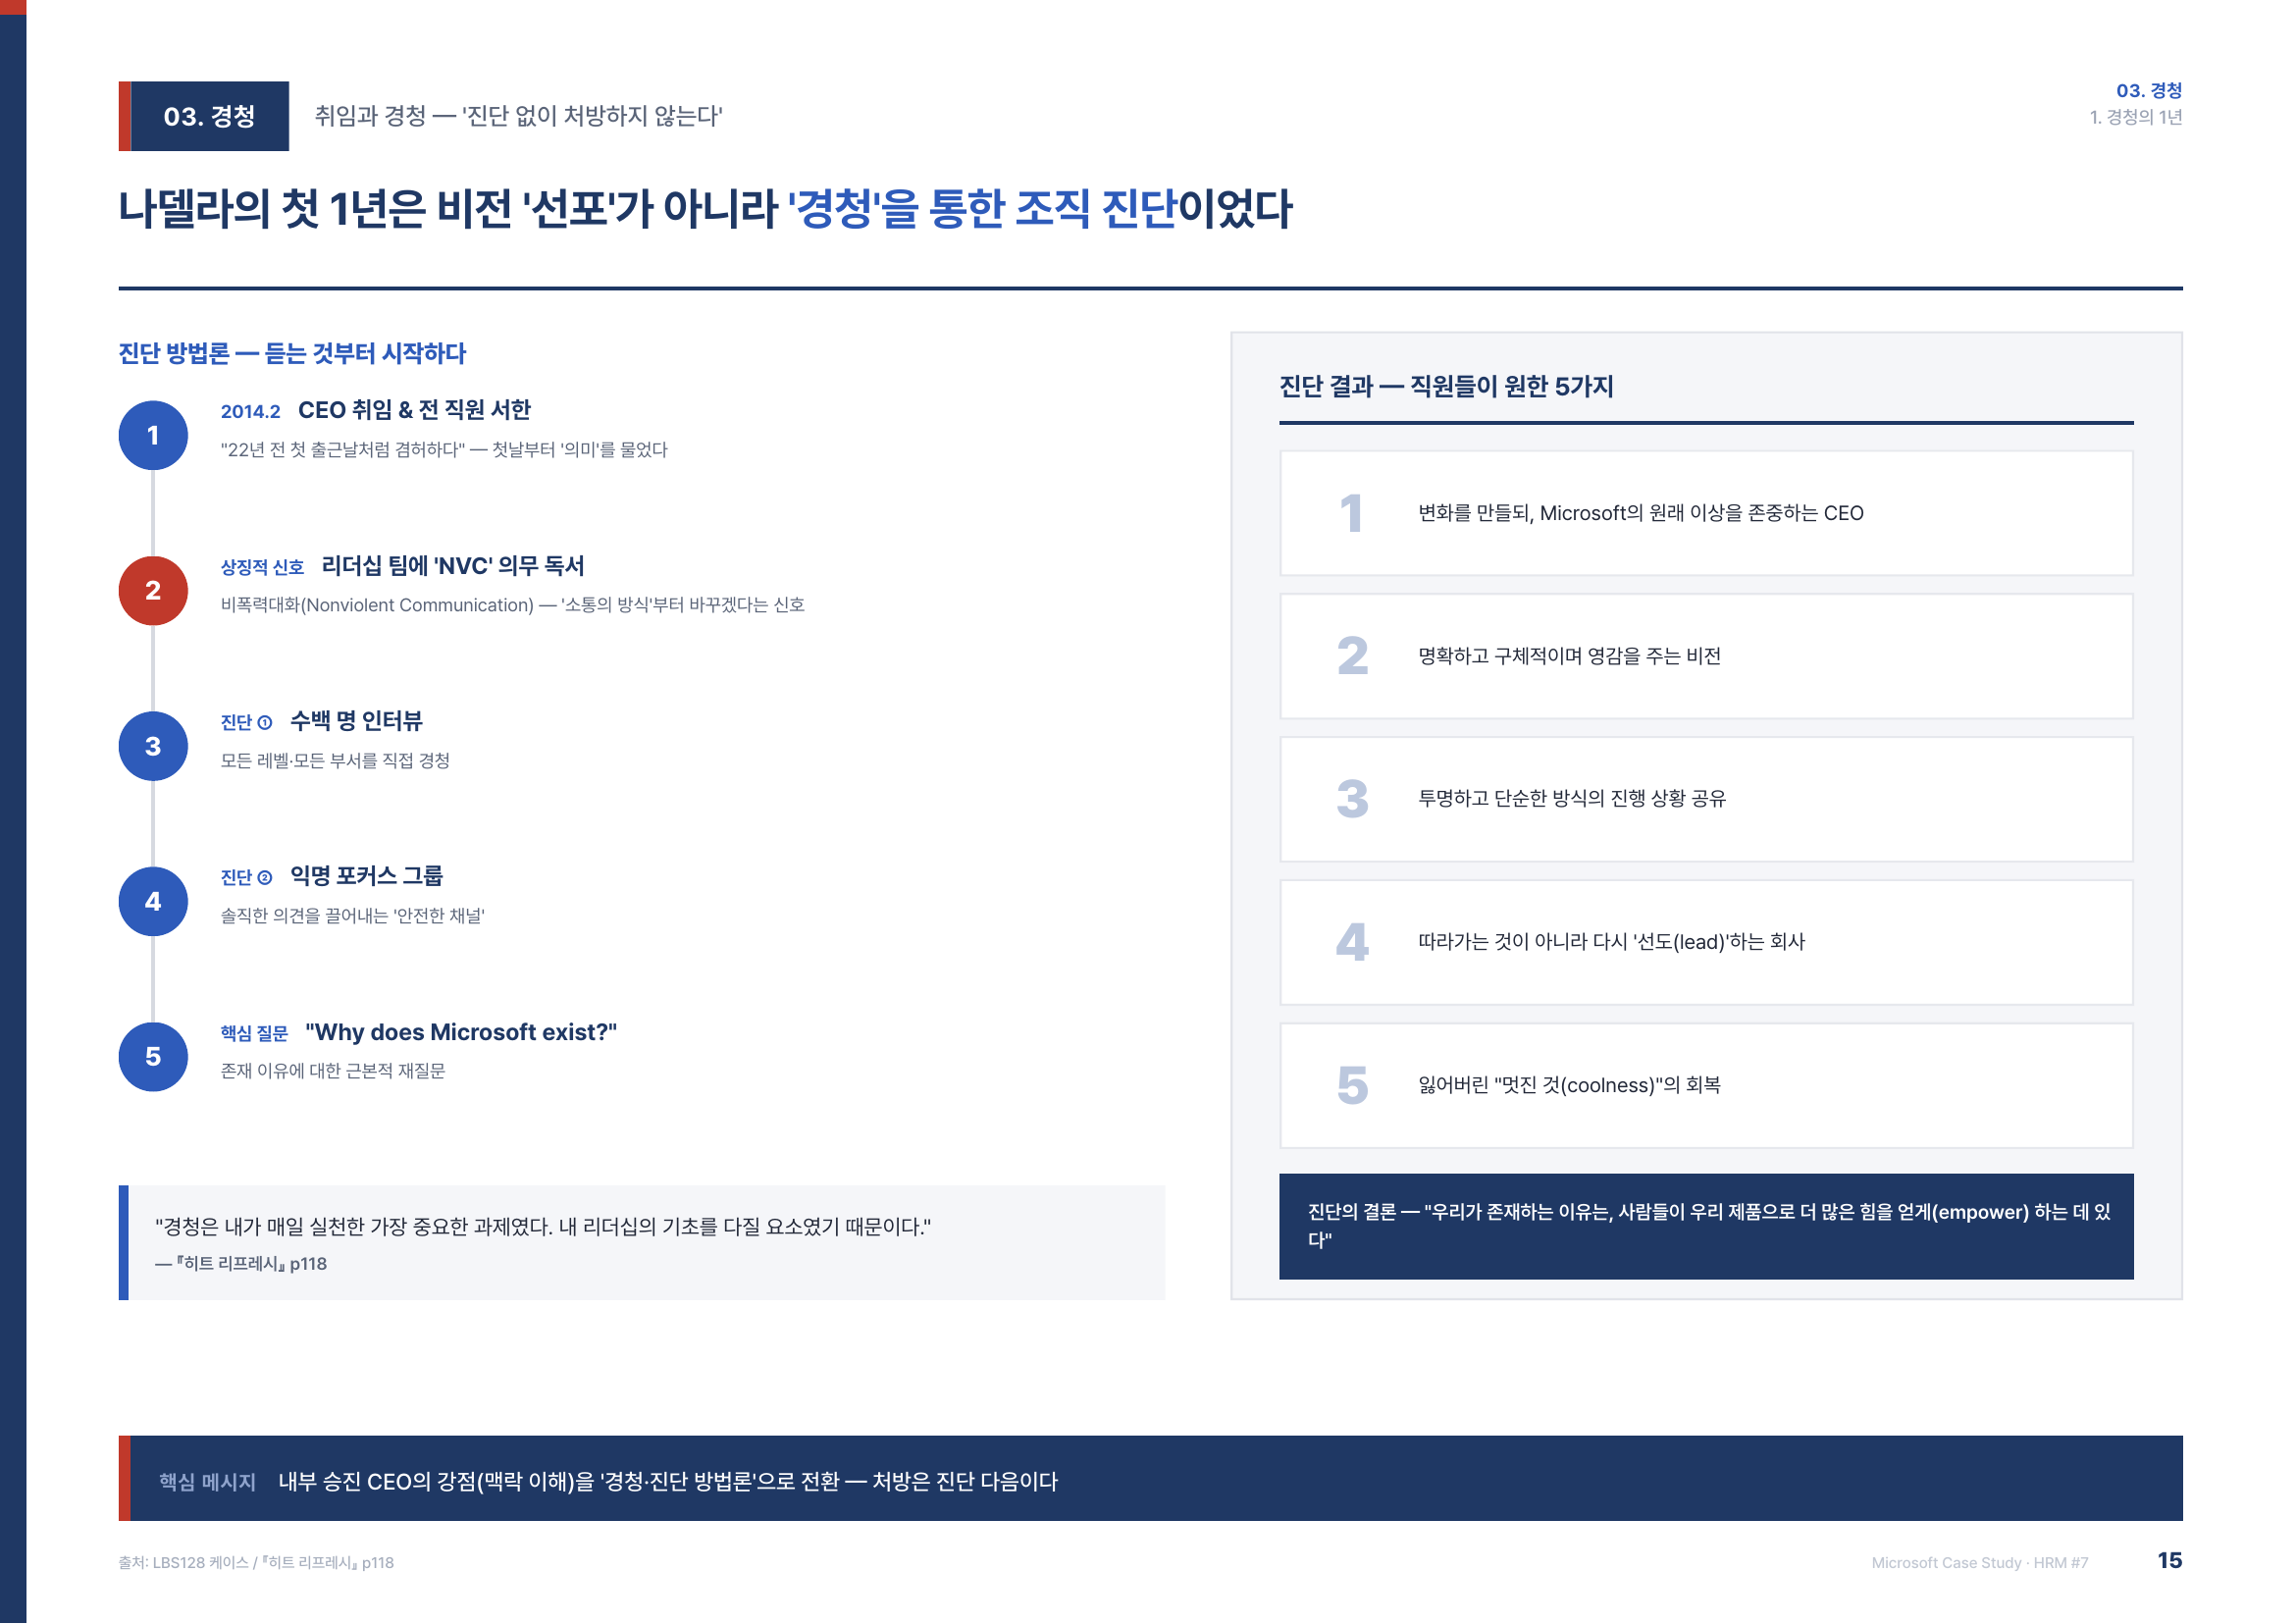 03. 경청
취임과 경청 — '진단 없이 처방하지 않는다'
03. 경청
1. 경청의 1년
나델라의 첫 1년은 비전 '선포'가 아니라 '경청'을 통한 조직 진단이었다
진단 방법론 — 듣는 것부터 시작하다
1
2014.2 CEO 취임 & 전 직원 서한
"22년 전 첫 출근날처럼 겸허하다" — 첫날부터 '의미'를 물었다
2
상징적 신호 리더십 팀에 'NVC' 의무 독서
비폭력대화(Nonviolent Communication) — '소통의 방식'부터 바꾸겠다는 신호
3
진단 ① 수백 명 인터뷰
모든 레벨·모든 부서를 직접 경청
4
진단 ② 익명 포커스 그룹
솔직한 의견을 끌어내는 '안전한 채널'
5
핵심 질문 "Why does Microsoft exist?"
존재 이유에 대한 근본적 재질문
"경청은 내가 매일 실천한 가장 중요한 과제였다. 내 리더십의 기초를 다질 요소였기 때문이다."
— 『히트 리프레시』 p118
진단 결과 — 직원들이 원한 5가지
1 변화를 만들되, Microsoft의 원래 이상을 존중하는 CEO
2 명확하고 구체적이며 영감을 주는 비전
3 투명하고 단순한 방식의 진행 상황 공유
4 따라가는 것이 아니라 다시 '선도(lead)'하는 회사
5 잃어버린 "멋진 것(coolness)"의 회복
진단의 결론 — "우리가 존재하는 이유는, 사람들이 우리 제품으로 더 많은 힘을 얻게(empower) 하는 데 있
다"
핵심 메시지 내부 승진 CEO의 강점(맥락 이해)을 '경청·진단 방법론'으로 전환 — 처방은 진단 다음이다
출처: LBS128 케이스 / 『히트 리프레시』 p118
Microsoft Case Study · HRM #7 15